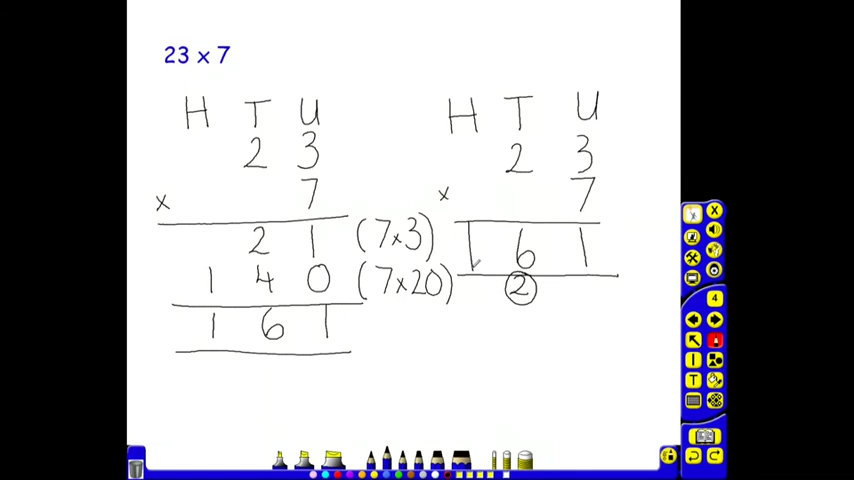 23 x 7
H T U
2 3
x 7
2 1 (7x3)
1 4 0 (7x20)
1 6 1
H T U
2 3
x 7
1 6 1
2
4
T